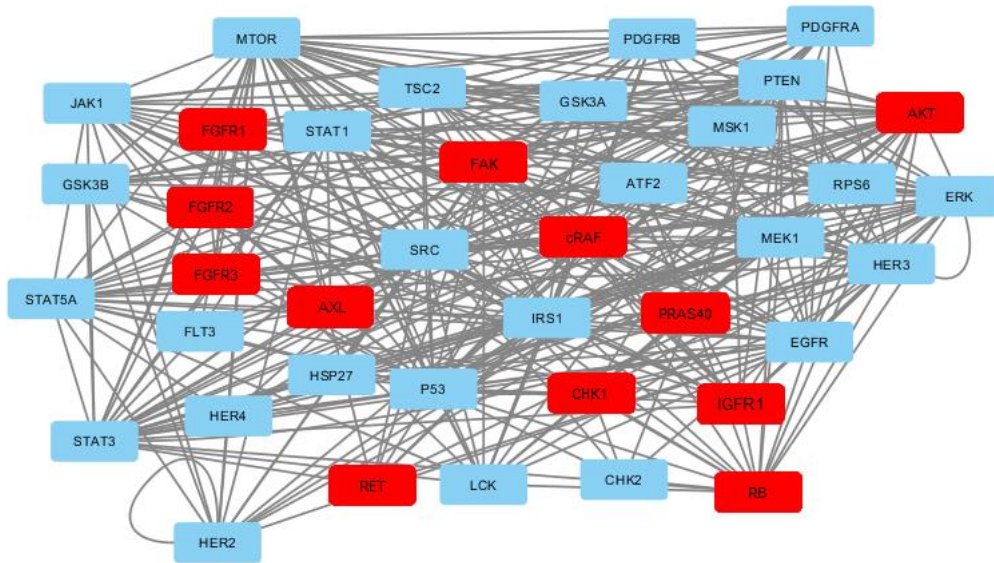 PDGFRA
MTOR
PDGFRB
PTEN
TSC2
GSK3A
JAK1
AKT
MSK1
FGFR1
STAT1
FAK
GSK3B
ATF2
RPS6
ERK
FGFR2
cRAF
MEK1
SRC
HER3
FGFR3
STAT5A
AXL
IRS1
PRAS40
FLT3
EGFR
HSP27
P53
CHK1
IGFR1
HER4
STAT3
RET
LCK
CHK2
RB
HER2